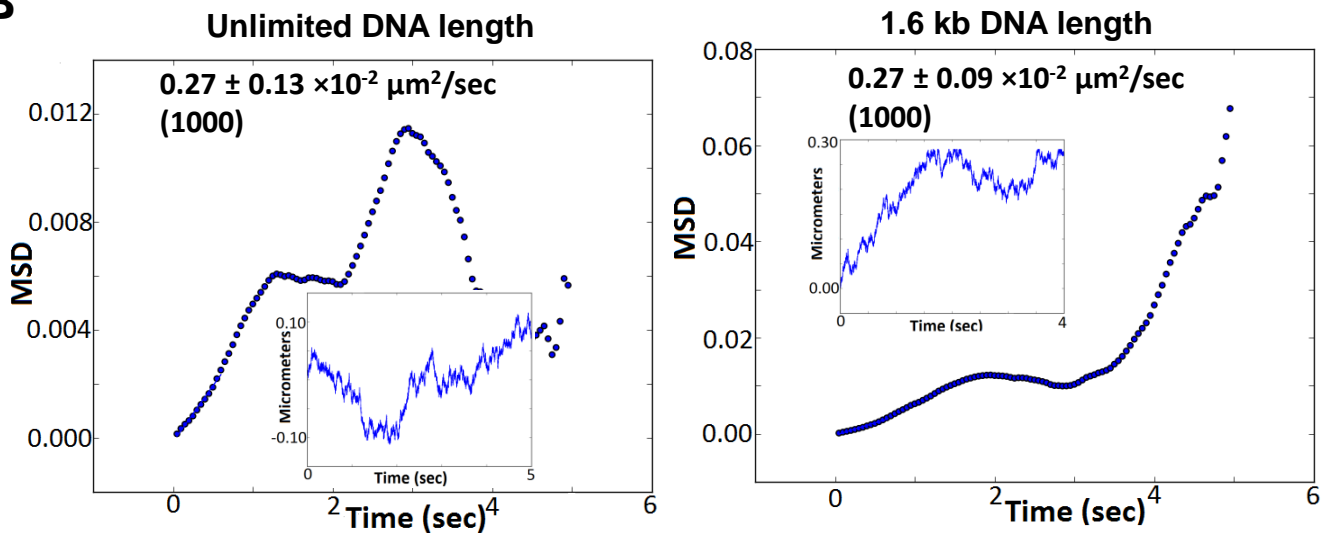 Unlimited DNA length
0.27 ± 0.13 ×10⁻² µm²/sec
(1000)
0.012
0.008
0.004
0.000
MSD
0 2 4 6
Time (sec)
0.10
-0.10
Micrometers
0 5
Time (sec)
1.6 kb DNA length
0.27 ± 0.09 ×10⁻² µm²/sec
(1000)
0.08
0.06
0.04
0.02
0.00
MSD
0 2 4 6
Time (sec)
0.30
0.00
Micrometers
0 4
Time (sec)